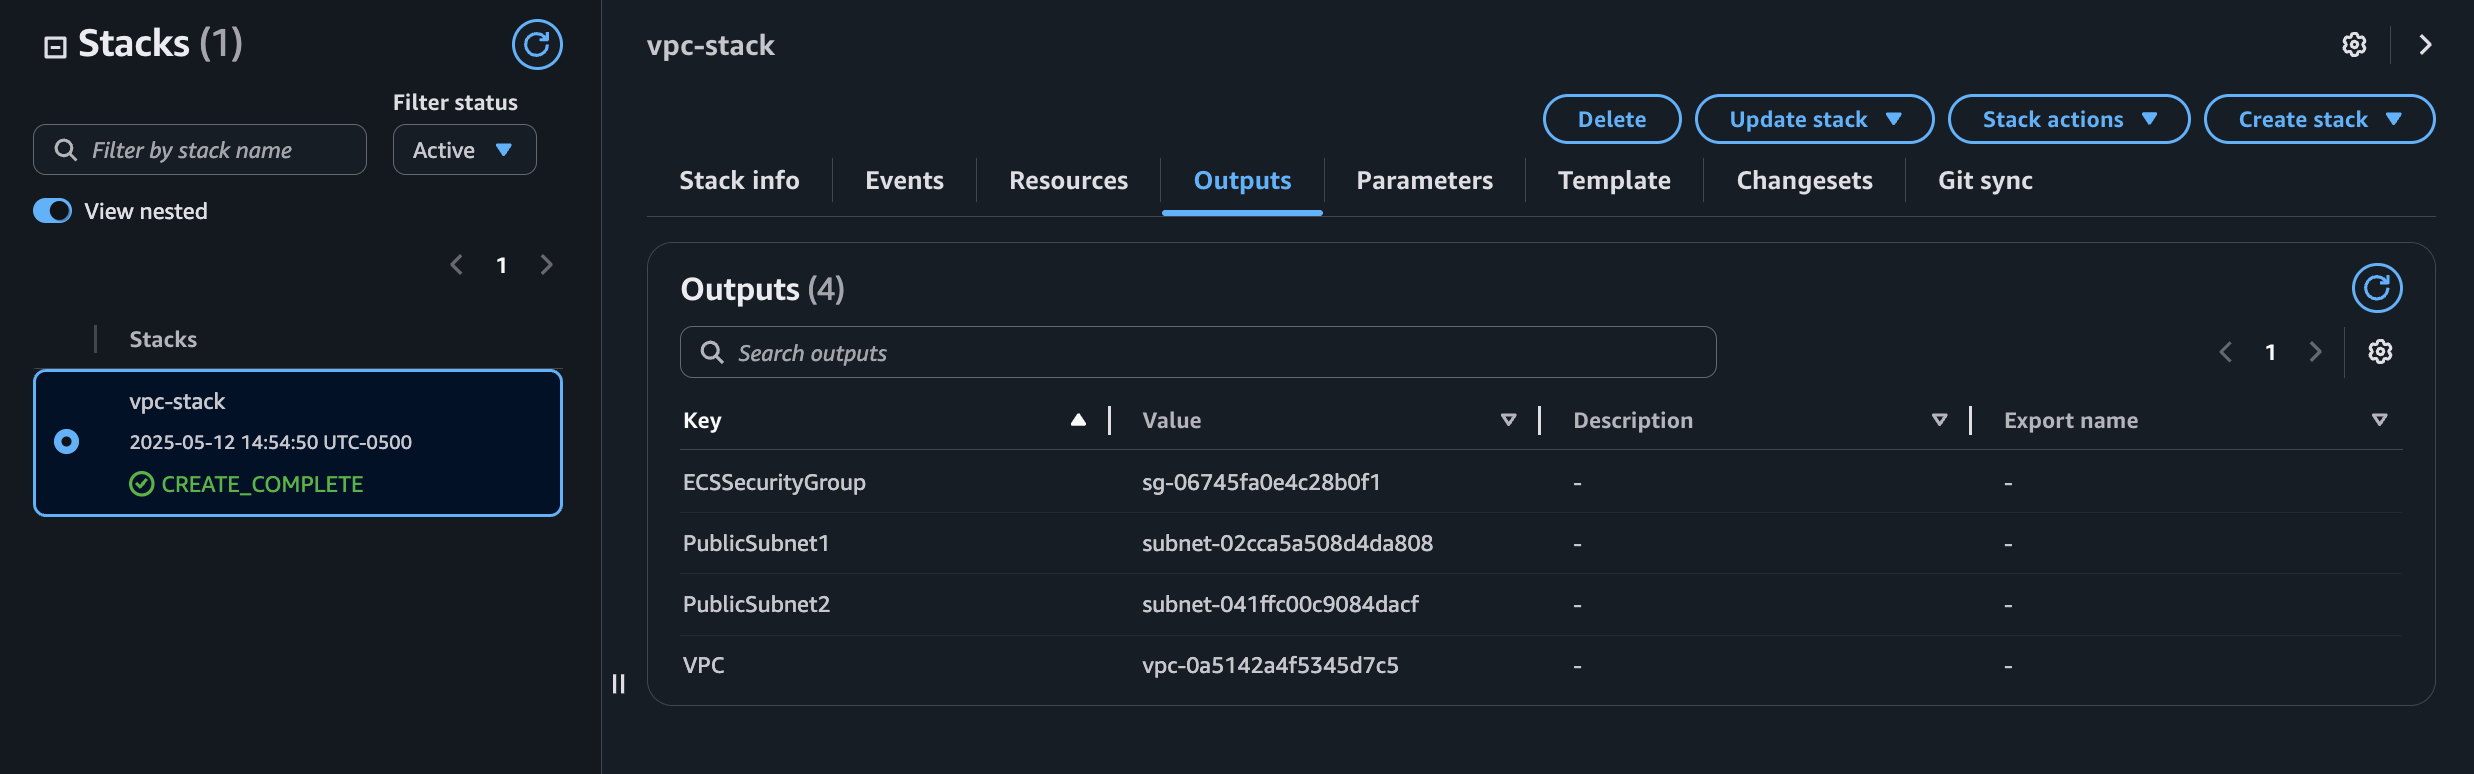 Stacks (1)
Filter status
Filter by stack name
Active
View nested
1
Stacks
vpc-stack
2025-05-12 14:54:50 UTC-0500
CREATE_COMPLETE
vpc-stack
Delete Update stack Stack actions Create stack
Stack info Events Resources Outputs Parameters Template Changesets Git sync
Outputs (4)
Search outputs
1
Key Value Description Export name
ECSSecurityGroup sg-06745fa0e4c28b0f1 - -
PublicSubnet1 subnet-02cca5a508d4da808 - -
PublicSubnet2 subnet-041ffc00c9084dacf - -
VPC vpc-0a5142a4f5345d7c5 - -